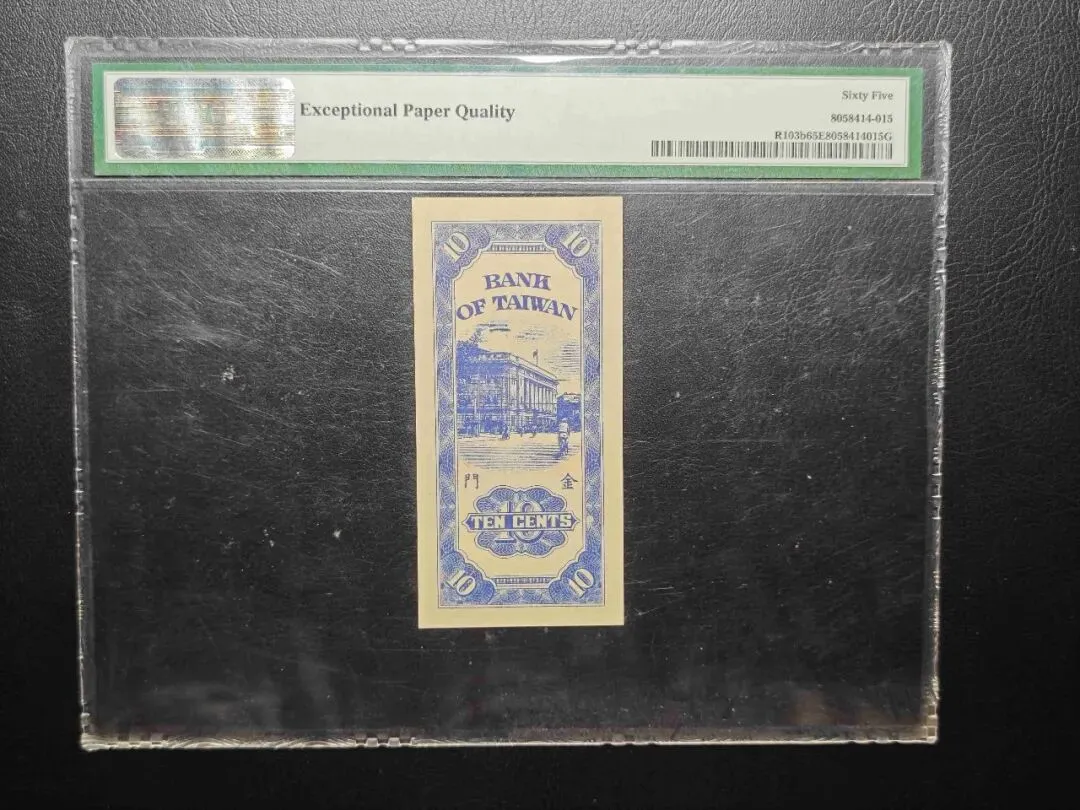 Exceptional Paper Quality
Sixty Five
8058414-015
R103b65E8058414015G
10 10
BANK
OF TAIWAN
門 金
10
TEN CENTS
10 10